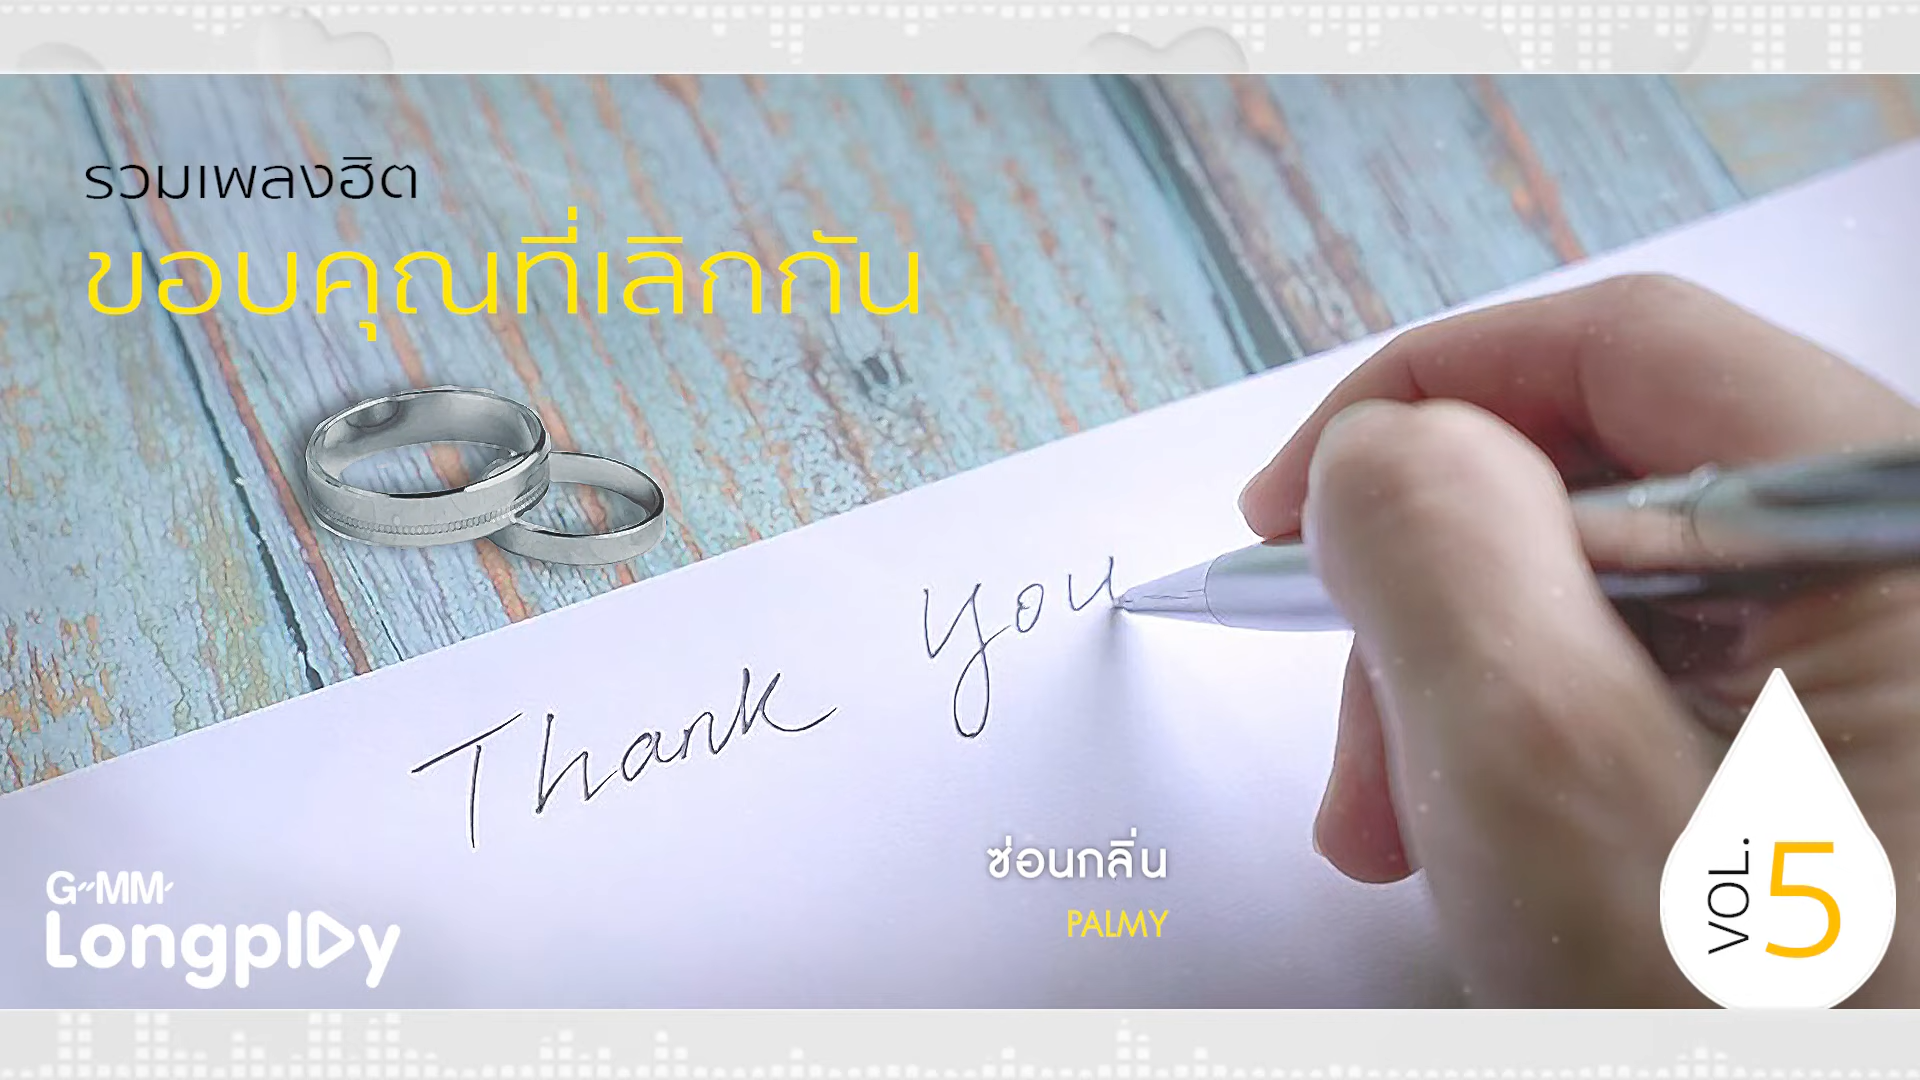 รวมเพลงฮิต
ขอบคุณที่เลิกกัน
Thank you
ซ่อนกลิ่น
PALMY
GMM
Longplay
VOL. 5